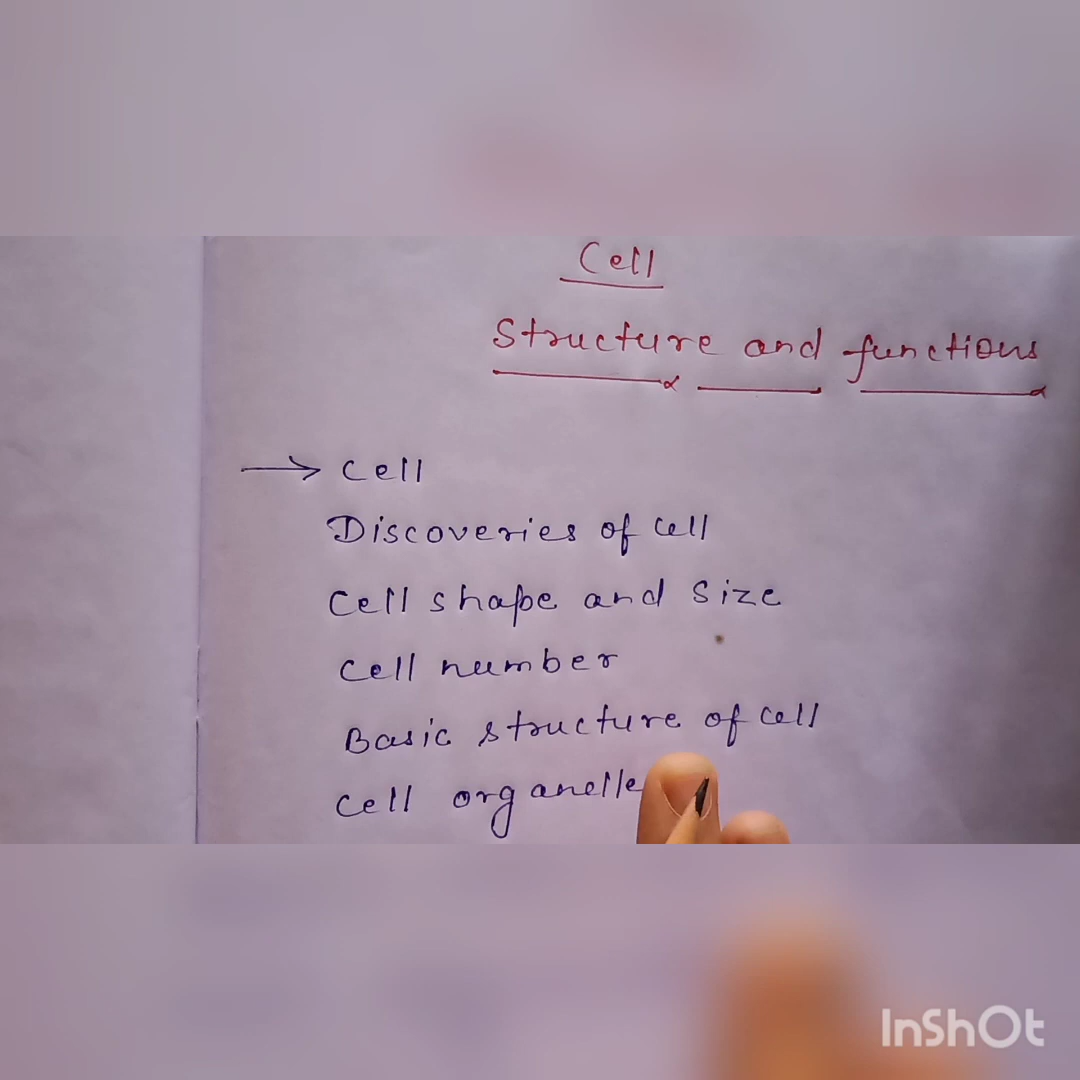 Cell
Structure and functions
→ Cell
Discoveries of cell
Cell shape and size
Cell number
Basic structure of cell
Cell organelle
InShOt